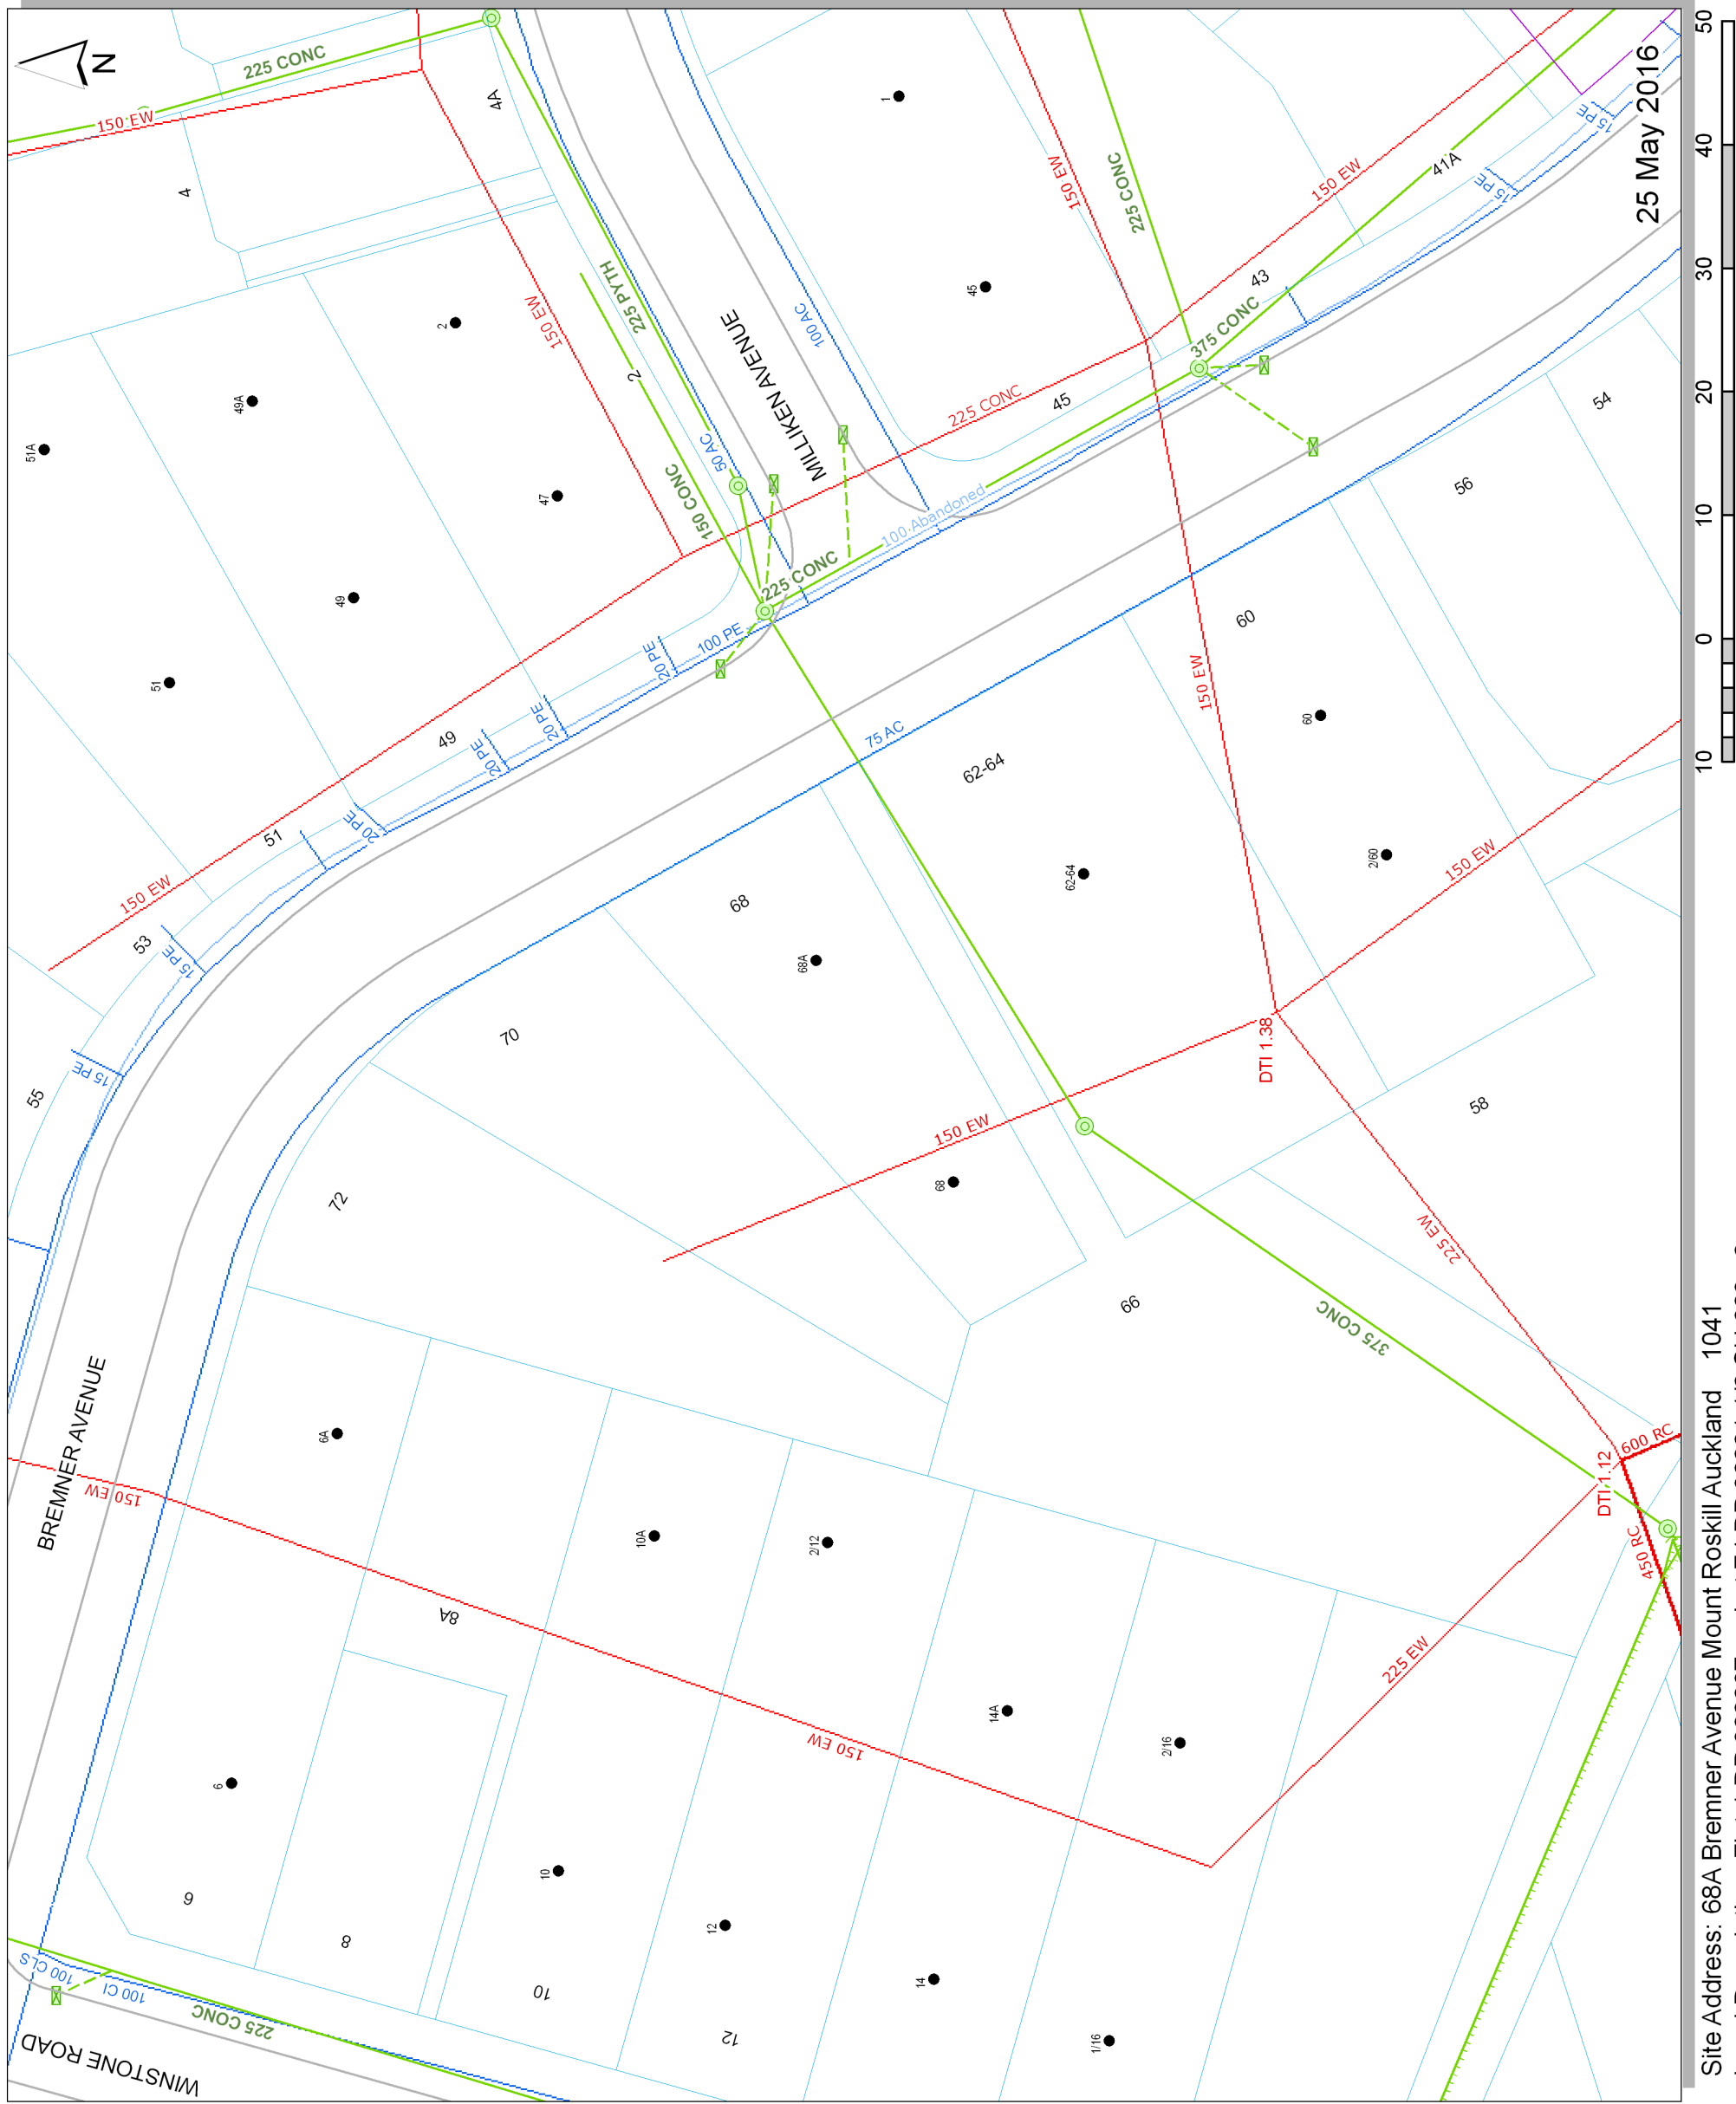 N
WINSTONE ROAD
100 CLS
100 CI
225 CONC
6
8
10
12
6
10
12
14
1/16
BREMNER AVENUE
150 EW
6A
8A
10A
2/12
150 EW
14A
2/16
225 EW
DTI 1.12
450 RC
600 RC
375 CONC
225 EW
66
58
72
70
68
68A
68
150 EW
DTI 1.38
62-64
62-64
75 AC
60
60
2/60
150 EW
150 EW
56
54
55
15 PE
53
15 PE
150 EW
51
20 PE
49
20 PE
20 PE
20 PE
100 PE
51
49
51A
49A
47
2
2
150 EW
150 EW
225 CONC
4
4A
225 PYTH
150 CONC
50 AC
225 CONC
MILLIKEN AVENUE
100 AC
100 Abandoned
225 CONC
45
45
1
150 EW
225 CONC
375 CONC
43
150 EW
41A
15 PE
15 PE
25 May 2016
10 0 10 20 30 40 50
Site Address: 68A Bremner Avenue Mount Roskill Auckland 1041